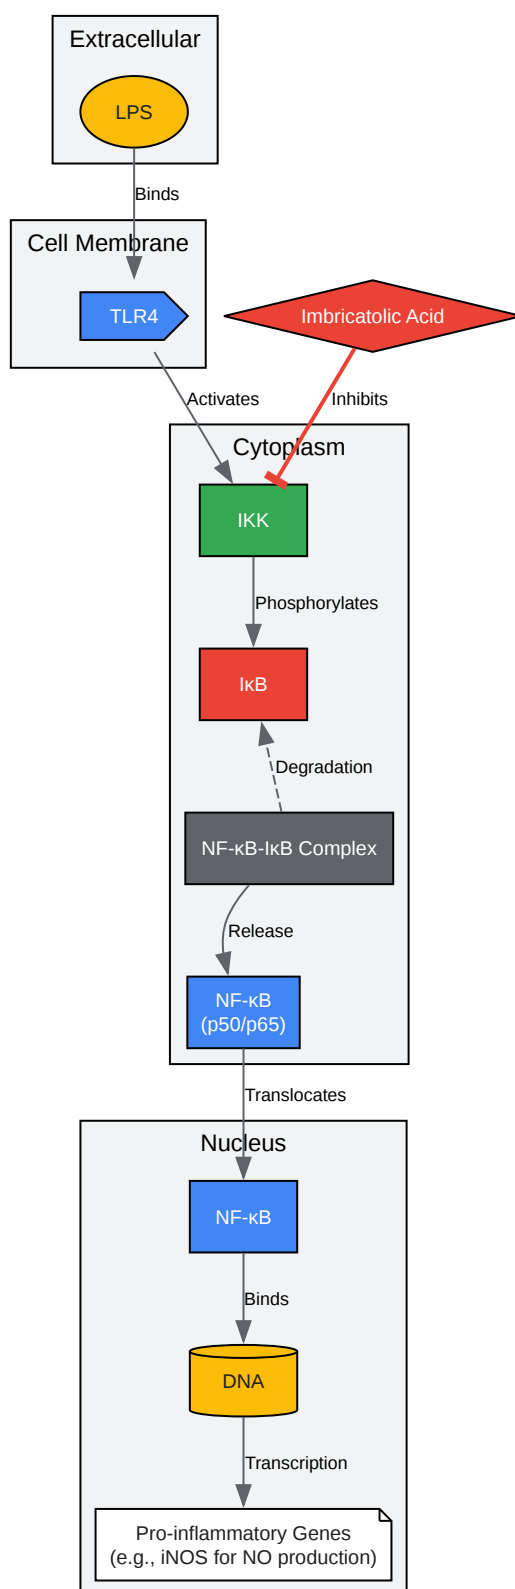 Extracellular
LPS
Binds
Cell Membrane
TLR4
Imbricatolic Acid
Activates
Inhibits
Cytoplasm
IKK
Phosphorylates
IκB
Degradation
NF-κB-IκB Complex
Release
NF-κB
(p50/p65)
Translocates
Nucleus
NF-κB
Binds
DNA
Transcription
Pro-inflammatory Genes
(e.g., iNOS for NO production)